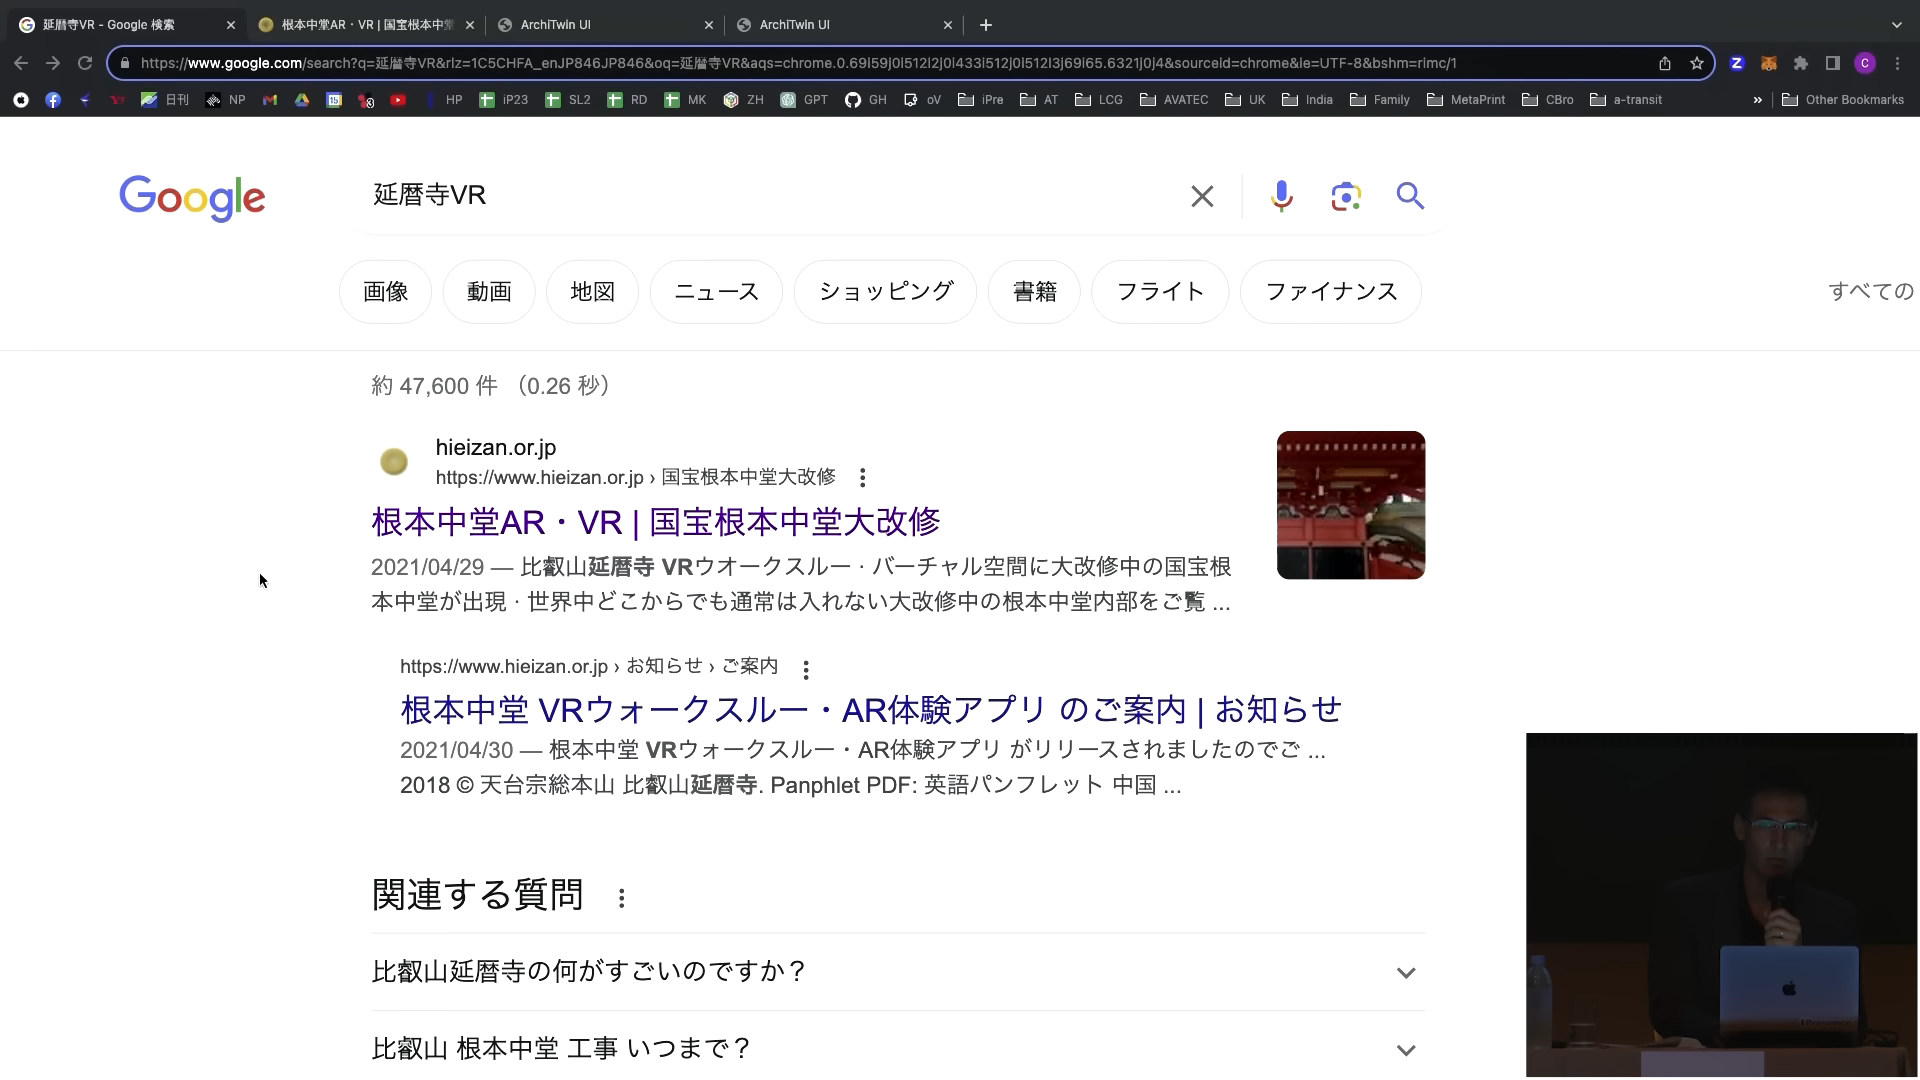 延暦寺VR - Google 検索
根本中堂AR・VR | 国宝根本中堂
ArchiTwin UI
ArchiTwin UI
https://www.google.com/search?q=延暦寺VR&rlz=1C5CHFA_enJP846JP846&oq=延暦寺VR&aqs=chrome.0.69i59j0i512l2j0i433i512j0i512l3j69i65.6321j0j4&sourceid=chrome&ie=UTF-8&bshm=rimc/1
日刊 NP HP iP23 SL2 RD MK ZH GPT GH oV iPre AT LCG AVATEC UK India Family MetaPrint CBro a-transit » Other Bookmarks
Google
延暦寺VR
画像 動画 地図 ニュース ショッピング 書籍 フライト ファイナンス すべての
約 47,600 件 （0.26 秒）
hieizan.or.jp
https://www.hieizan.or.jp › 国宝根本中堂大改修
根本中堂AR・VR | 国宝根本中堂大改修
2021/04/29 — 比叡山延暦寺 VRウオークスルー · バーチャル空間に大改修中の国宝根
本中堂が出現 · 世界中どこからでも通常は入れない大改修中の根本中堂内部をご覧 ...
https://www.hieizan.or.jp › お知らせ › ご案内
根本中堂 VRウォークスルー・AR体験アプリ のご案内 | お知らせ
2021/04/30 — 根本中堂 VRウォークスルー・AR体験アプリ がリリースされましたのでご ...
2018 © 天台宗総本山 比叡山延暦寺. Panphlet PDF: 英語パンフレット 中国 ...
関連する質問
比叡山延暦寺の何がすごいのですか？
比叡山 根本中堂 工事 いつまで？